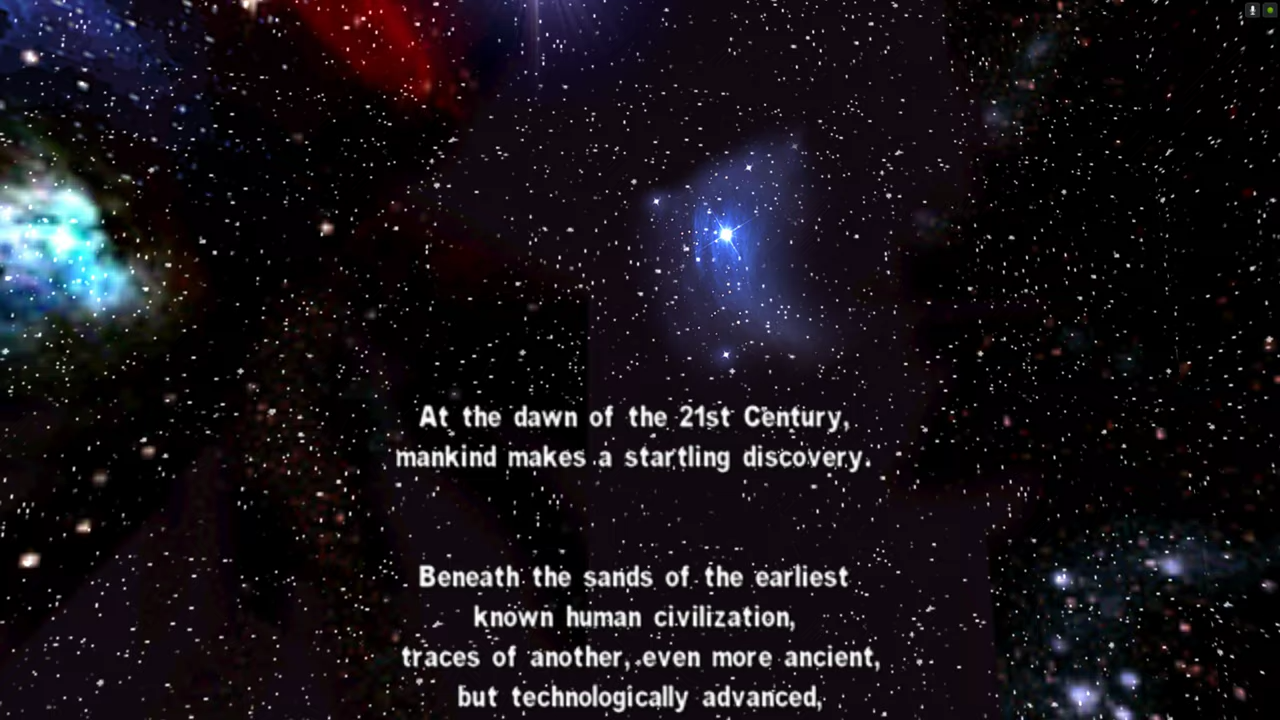 At the dawn of the 21st Century,
mankind makes a startling discovery.
Beneath the sands of the earliest
known human civilization,
traces of another, even more ancient,
but technologically advanced,